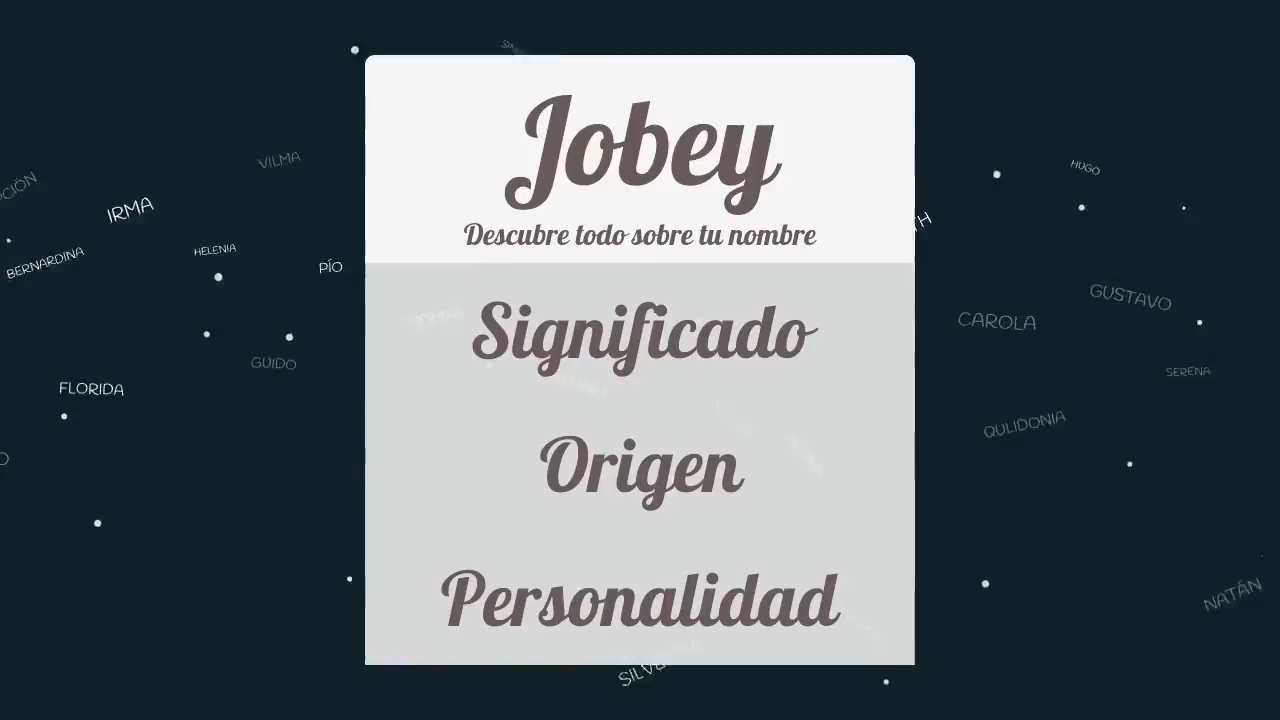 Jobey
Descubre todo sobre tu nombre
Significado
Origen
Personalidad
VILMA
IRMA
BERNARDINA
HELENIA
PÍO
GUIDO
FLORIDA
HUGO
GUSTAVO
CAROLA
SERENA
QULIDONIA
NATÁN